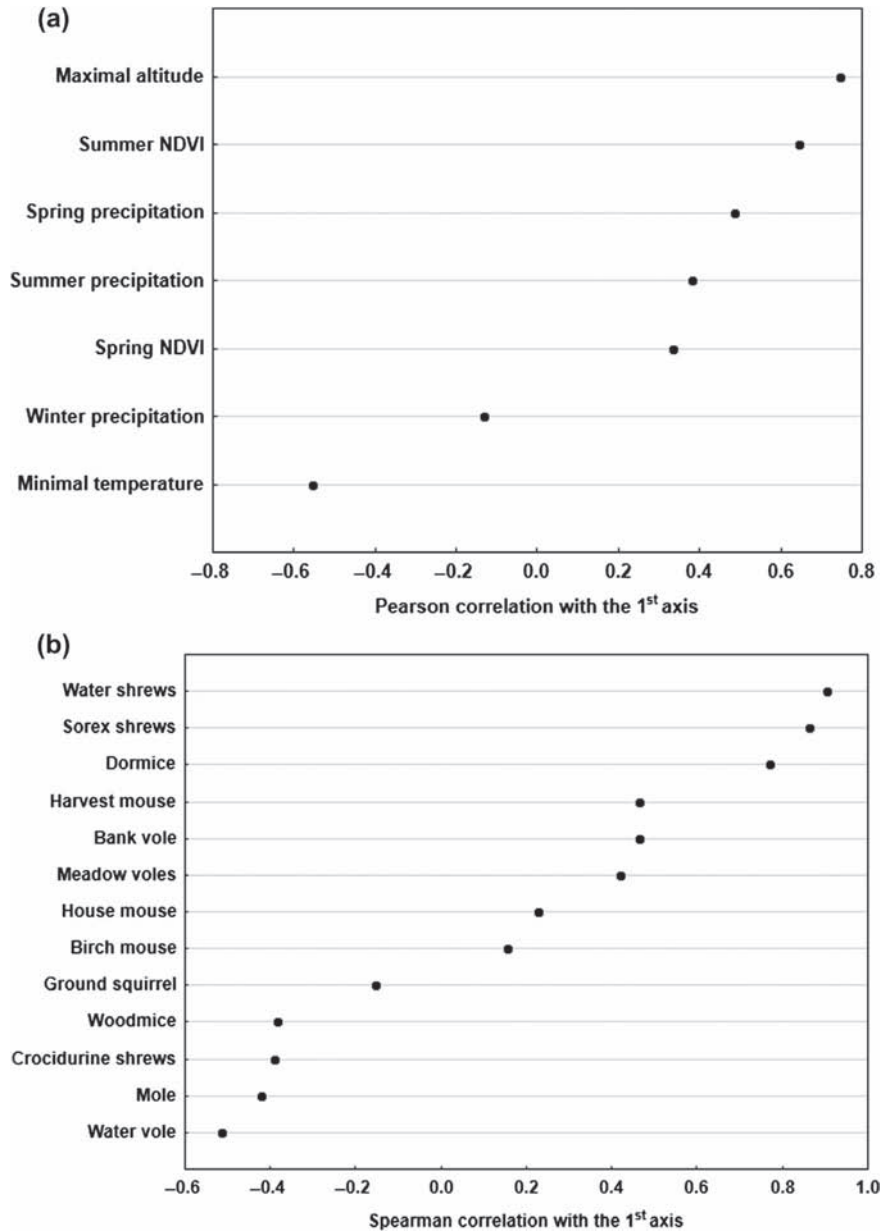 (a)
Maximal altitude
Summer NDVI
Spring precipitation
Summer precipitation
Spring NDVI
Winter precipitation
Minimal temperature
–0.8 –0.6 –0.4 –0.2 0.0 0.2 0.4 0.6 0.8
Pearson correlation with the 1st axis
(b)
Water shrews
Sorex shrews
Dormice
Harvest mouse
Bank vole
Meadow voles
House mouse
Birch mouse
Ground squirrel
Woodmice
Crocidurine shrews
Mole
Water vole
–0.6 –0.4 –0.2 0.0 0.2 0.4 0.6 0.8 1.0
Spearman correlation with the 1st axis